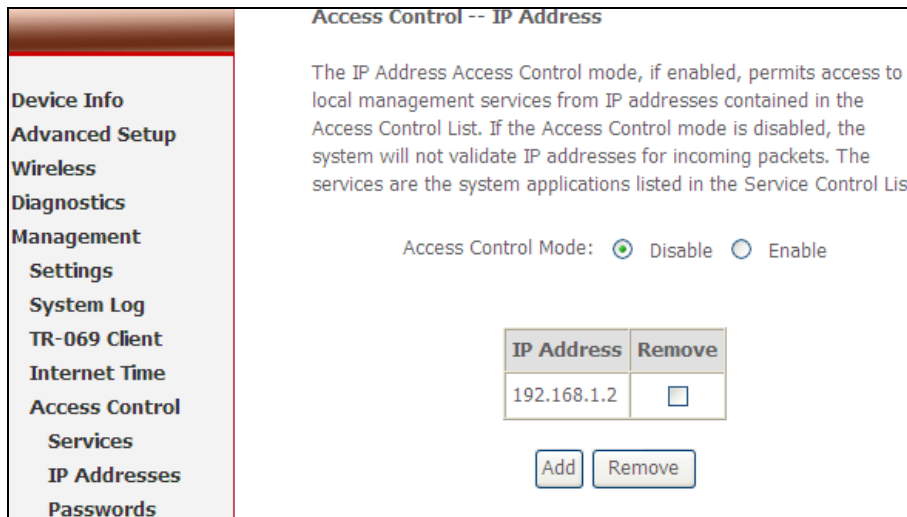 Access Control -- IP Address
The IP Address Access Control mode, if enabled, permits access to
local management services from IP addresses contained in the
Access Control List. If the Access Control mode is disabled, the
system will not validate IP addresses for incoming packets. The
services are the system applications listed in the Service Control Lis
Device Info
Advanced Setup
Wireless
Diagnostics
Management
Settings
System Log
TR-069 Client
Internet Time
Access Control
Services
IP Addresses
Passwords
Access Control Mode: Disable Enable
IP Address Remove
192.168.1.2
Add Remove